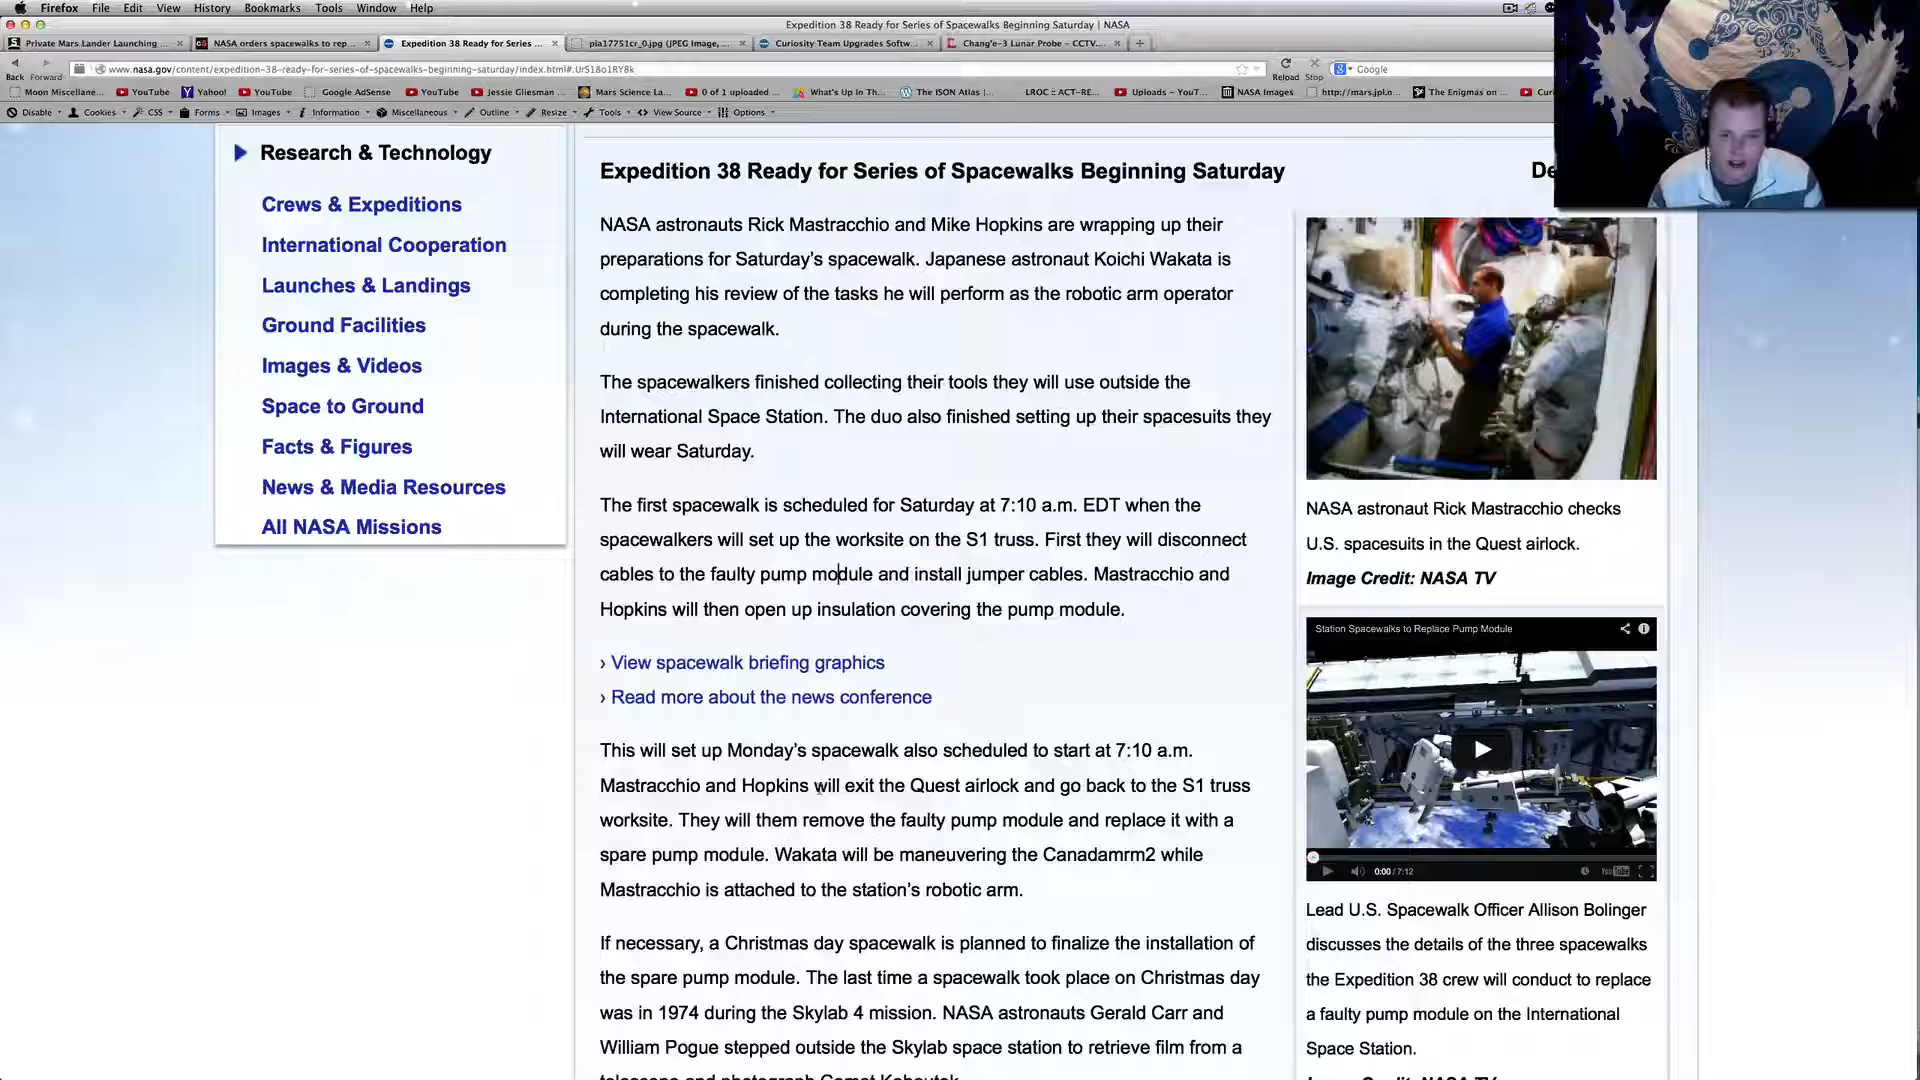 Firefox File Edit View History Bookmarks Tools Window Help
Expedition 38 Ready for Series of Spacewalks Beginning Saturday | NASA
Private Mars Lander Launching ... NASA orders spacewalks to rep... Expedition 38 Ready for Series ... pia17751cr_0.jpg (JPEG Image, ... Curiosity Team Upgrades Softw... Chang'e-3 Lunar Probe – CCTV...
www.nasa.gov/content/expedition-38-ready-for-series-of-spacewalks-beginning-saturday/index.html#.UrS18o1RY8k Google
Back Forward Reload Stop
Moon Miscellane... YouTube Yahoo! YouTube Google AdSense YouTube Jessie Gliesman ... Mars Science La... 0 of 1 uploaded ... What's Up In Th... The ISON Atlas |... LROC :: ACT-RE... Uploads – YouT... NASA Images http://mars.jpl.n... The Enigmas on ...
Disable Cookies CSS Forms Images Information Miscellaneous Outline Resize Tools View Source Options
Research & Technology
Crews & Expeditions
International Cooperation
Launches & Landings
Ground Facilities
Images & Videos
Space to Ground
Facts & Figures
News & Media Resources
All NASA Missions
Expedition 38 Ready for Series of Spacewalks Beginning Saturday
NASA astronauts Rick Mastracchio and Mike Hopkins are wrapping up their
preparations for Saturday's spacewalk. Japanese astronaut Koichi Wakata is
completing his review of the tasks he will perform as the robotic arm operator
during the spacewalk.
The spacewalkers finished collecting their tools they will use outside the
International Space Station. The duo also finished setting up their spacesuits they
will wear Saturday.
The first spacewalk is scheduled for Saturday at 7:10 a.m. EDT when the
spacewalkers will set up the worksite on the S1 truss. First they will disconnect
cables to the faulty pump module and install jumper cables. Mastracchio and
Hopkins will then open up insulation covering the pump module.
› View spacewalk briefing graphics
› Read more about the news conference
This will set up Monday's spacewalk also scheduled to start at 7:10 a.m.
Mastracchio and Hopkins will exit the Quest airlock and go back to the S1 truss
worksite. They will them remove the faulty pump module and replace it with a
spare pump module. Wakata will be maneuvering the Canadamrm2 while
Mastracchio is attached to the station's robotic arm.
If necessary, a Christmas day spacewalk is planned to finalize the installation of
the spare pump module. The last time a spacewalk took place on Christmas day
was in 1974 during the Skylab 4 mission. NASA astronauts Gerald Carr and
William Pogue stepped outside the Skylab space station to retrieve film from a
NASA astronaut Rick Mastracchio checks
U.S. spacesuits in the Quest airlock.
Image Credit: NASA TV
Station Spacewalks to Replace Pump Module
0:00 / 7:12 YouTube
Lead U.S. Spacewalk Officer Allison Bolinger
discusses the details of the three spacewalks
the Expedition 38 crew will conduct to replace
a faulty pump module on the International
Space Station.